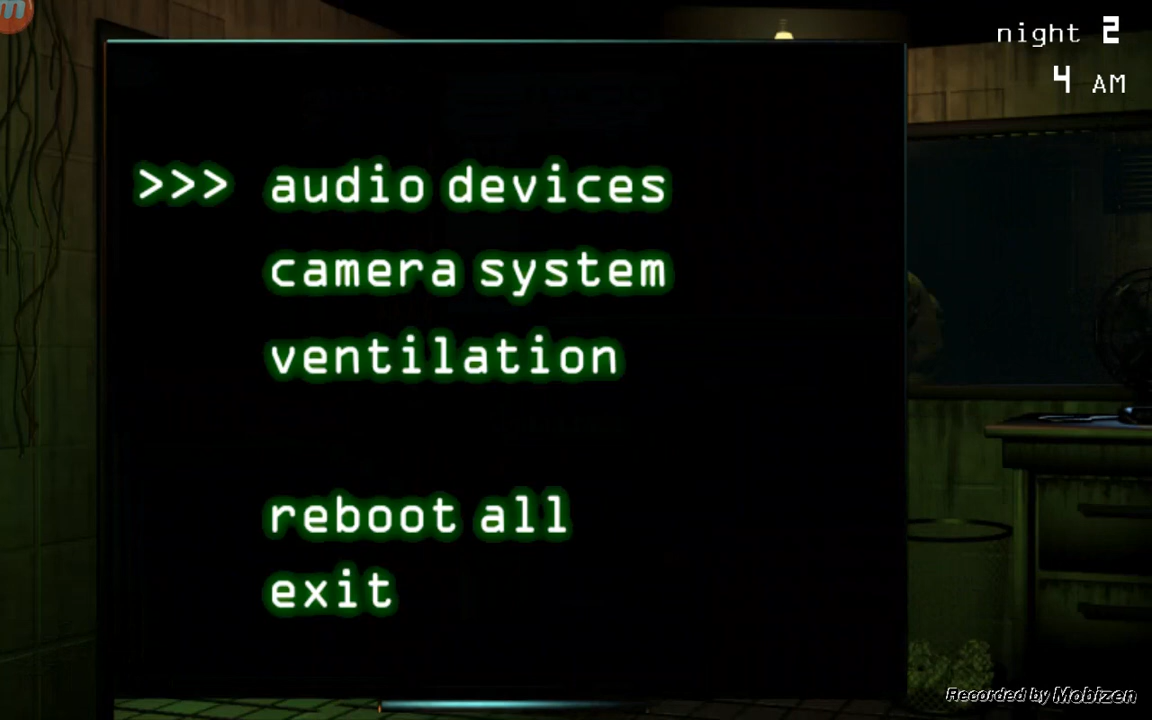 night 2
4 AM
>>> audio devices
camera system
ventilation
reboot all
exit
Recorded by Mobizen
m